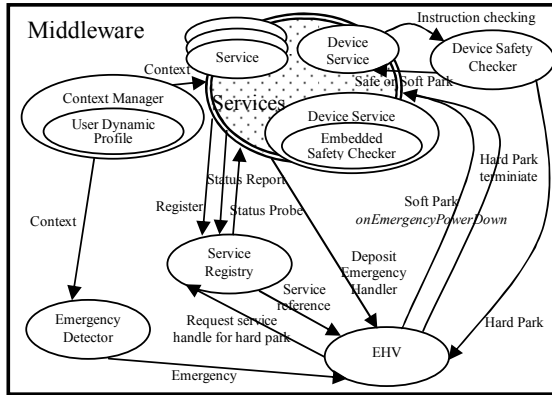 Middleware
Instruction checking
Service
Device
Service
Device Safety
Checker
Context
Safe or Soft Park
Context Manager
User Dynamic
Profile
Services
Device Service
Embedded
Safety Checker
Hard Park
terminiate
Status Report
Register
Status Probe
Soft Park
onEmergencyPowerDown
Context
Service
Registry
Deposit
Emergency
Handler
Service
reference
Emergency
Detector
Request service
handle for hard park
Hard Park
EHV
Emergency